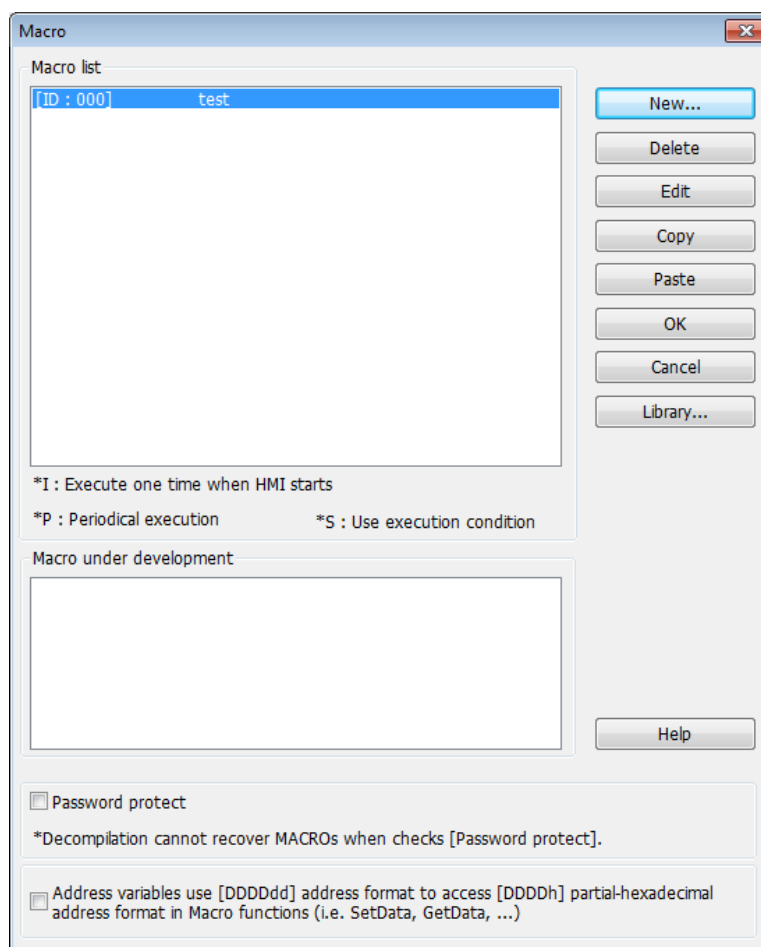 Macro
Macro list
[ID : 000] test
New...
Delete
Edit
Copy
Paste
OK
Cancel
Library...
*I : Execute one time when HMI starts
*P : Periodical execution *S : Use execution condition
Macro under development
Help
Password protect
*Decompilation cannot recover MACROs when checks [Password protect].
Address variables use [DDDDdd] address format to access [DDDDh] partial-hexadecimal
address format in Macro functions (i.e. SetData, GetData, ...)